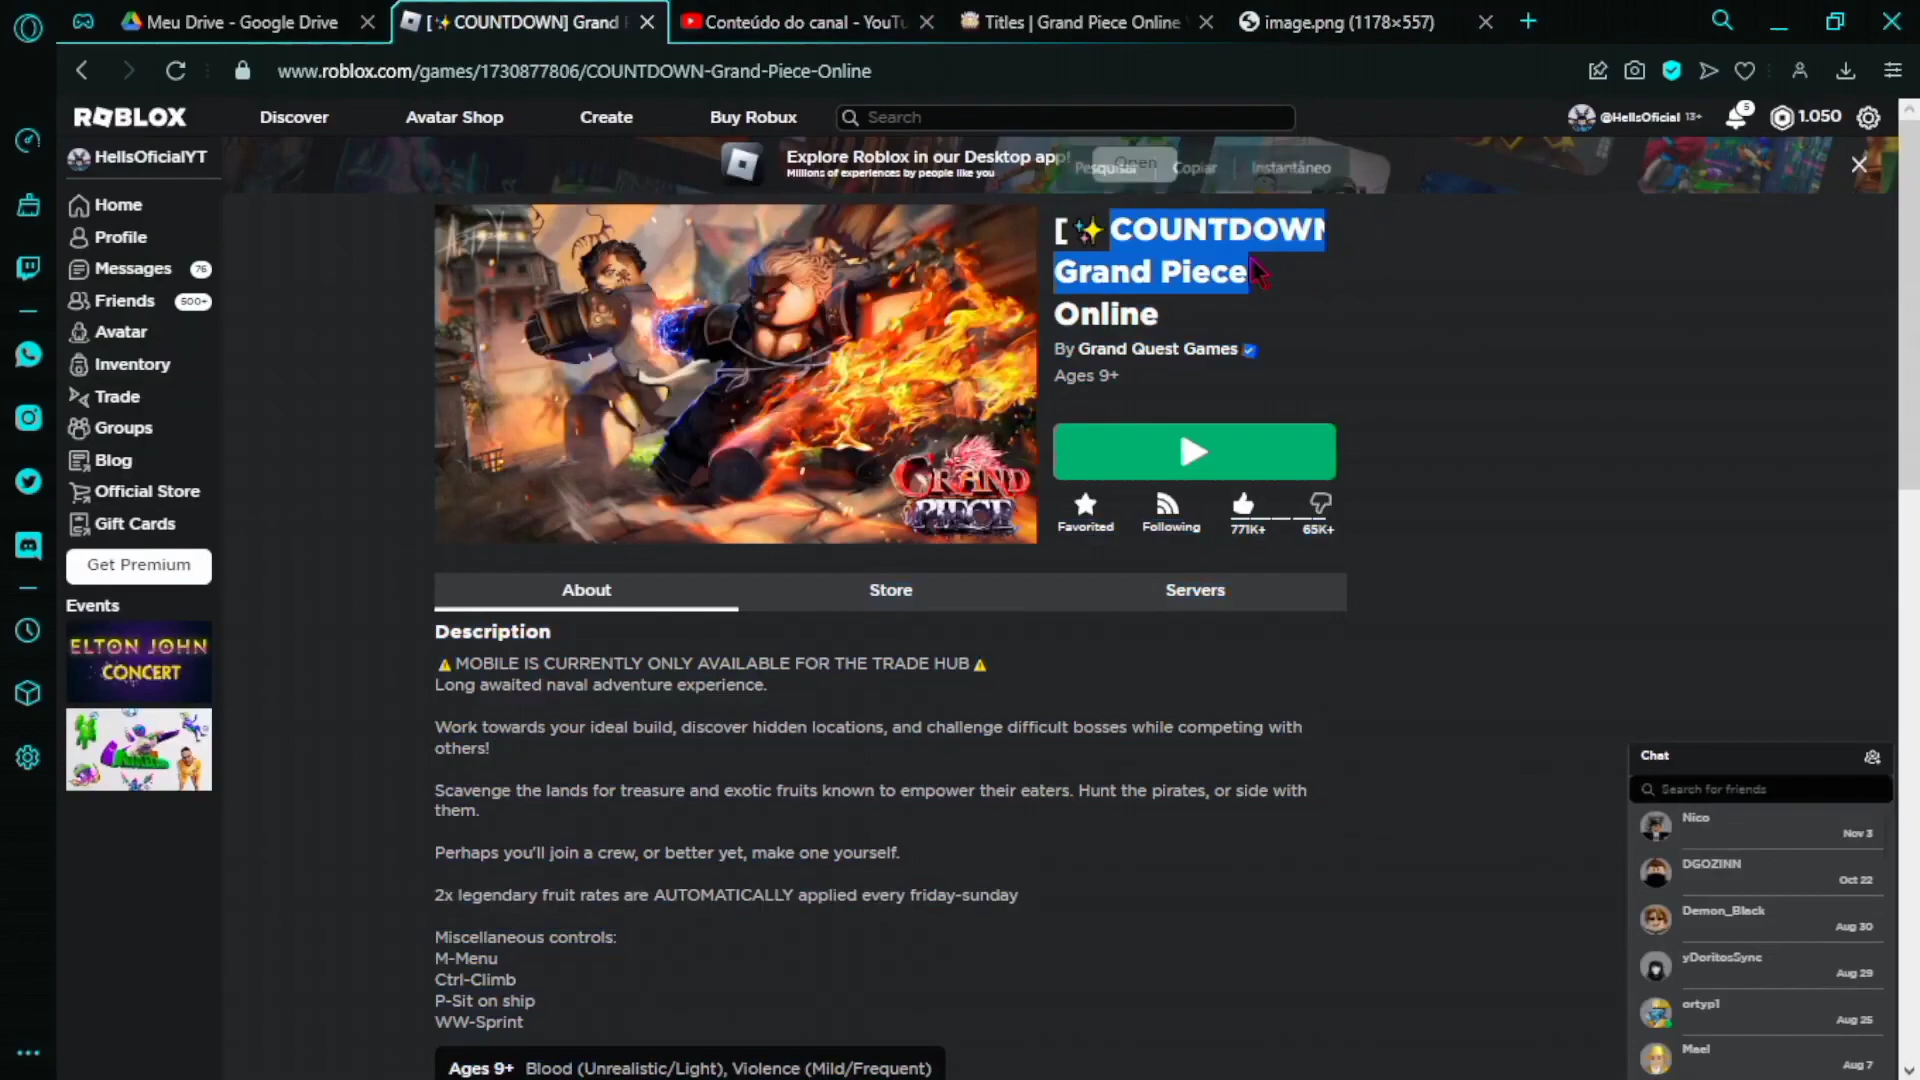 Meu Drive - Google Drive
[✨COUNTDOWN] Grand P
Conteúdo do canal - YouTu
Titles | Grand Piece Online
image.png (1178×557)
www.roblox.com/games/1730877806/COUNTDOWN-Grand-Piece-Online
ROBLOX
Discover
Avatar Shop
Create
Buy Robux
Search
@HellsOficial 13+
5
1.050
HellsOficialYT
Explore Roblox in our Desktop app!
Millions of experiences by people like you
Open
Pesquisar
Copiar
Instantâneo
Home
Profile
Messages 76
Friends 500+
Avatar
Inventory
Trade
Groups
Blog
Official Store
Gift Cards
Get Premium
Events
ELTON JOHN
CONCERT
GRAND
PIECE
[✨COUNTDOWN
Grand Piece
Online
By Grand Quest Games
Ages 9+
Favorited
Following
771K+
65K+
About
Store
Servers
Description
⚠MOBILE IS CURRENTLY ONLY AVAILABLE FOR THE TRADE HUB⚠
Long awaited naval adventure experience.
Work towards your ideal build, discover hidden locations, and challenge difficult bosses while competing with
others!
Scavenge the lands for treasure and exotic fruits known to empower their eaters. Hunt the pirates, or side with
them.
Perhaps you'll join a crew, or better yet, make one yourself.
2x legendary fruit rates are AUTOMATICALLY applied every friday-sunday
Miscellaneous controls:
M-Menu
Ctrl-Climb
P-Sit on ship
WW-Sprint
Ages 9+ Blood (Unrealistic/Light), Violence (Mild/Frequent)
Chat
Search for friends
Nico
Nov 3
DGOZINN
Oct 22
Demon_Black
Aug 30
yDoritosSync
Aug 29
ortyp1
Aug 25
Mael
Aug 7